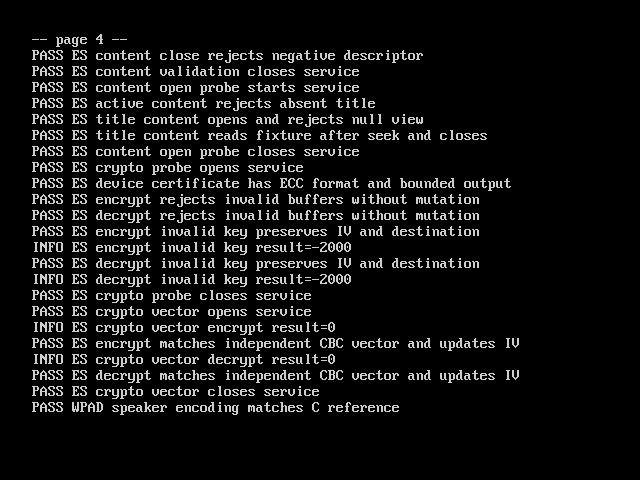 -- page 4 --
PASS ES content close rejects negative descriptor
PASS ES content validation closes service
PASS ES content open probe starts service
PASS ES active content rejects absent title
PASS ES title content opens and rejects null view
PASS ES title content reads fixture after seek and closes
PASS ES content open probe closes service
PASS ES crypto probe opens service
PASS ES device certificate has ECC format and bounded output
PASS ES encrypt rejects invalid buffers without mutation
PASS ES decrypt rejects invalid buffers without mutation
PASS ES encrypt invalid key preserves IV and destination
INFO ES encrypt invalid key result=-2000
PASS ES decrypt invalid key preserves IV and destination
INFO ES decrypt invalid key result=-2000
PASS ES crypto probe closes service
PASS ES crypto vector opens service
INFO ES crypto vector encrypt result=0
PASS ES encrypt matches independent CBC vector and updates IV
INFO ES crypto vector decrypt result=0
PASS ES decrypt matches independent CBC vector and updates IV
PASS ES crypto vector closes service
PASS WPAD speaker encoding matches C reference